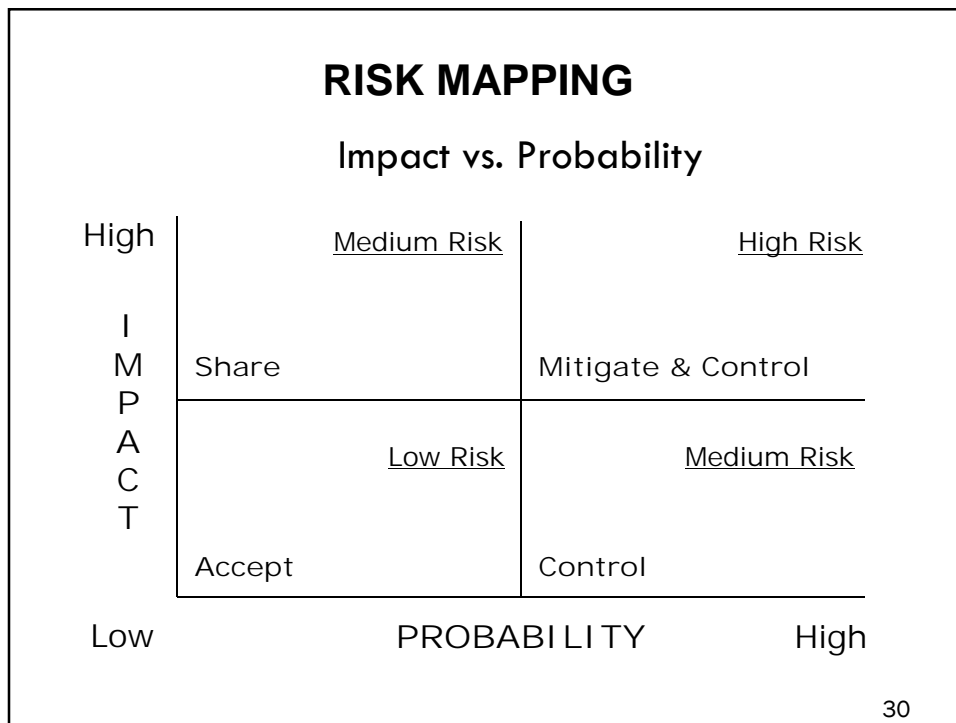 RISK MAPPING
Impact vs. Probability
High
Medium Risk
High Risk
IMPACT
Share
Mitigate & Control
Low Risk
Medium Risk
Accept
Control
Low
PROBABILITY
High
30